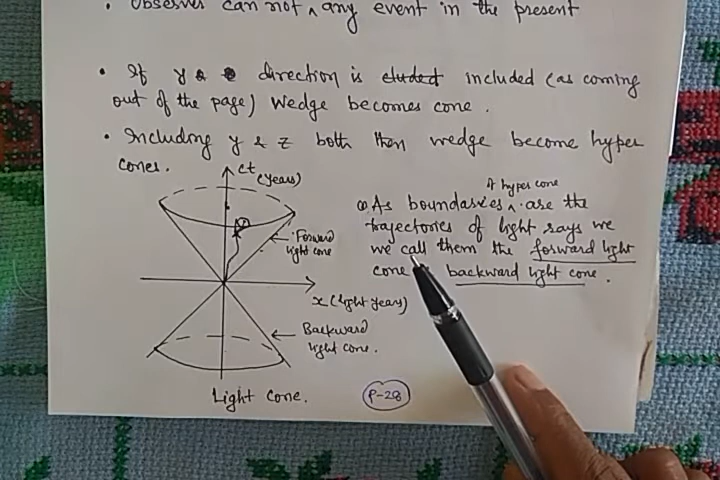 • Observer can not ^ any event in the present
• If y & direction is included (as coming
out of the page) Wedge becomes cone.
• Including y & z both then wedge become hyper
cones.
ct
(years)
Forward
light cone
x (light years)
Backward
light cone.
Light Cone.
of hyper cone
As boundaries ^ are the
trajectories of light rays we
we call them the forward light
cone backward light cone.
P-28